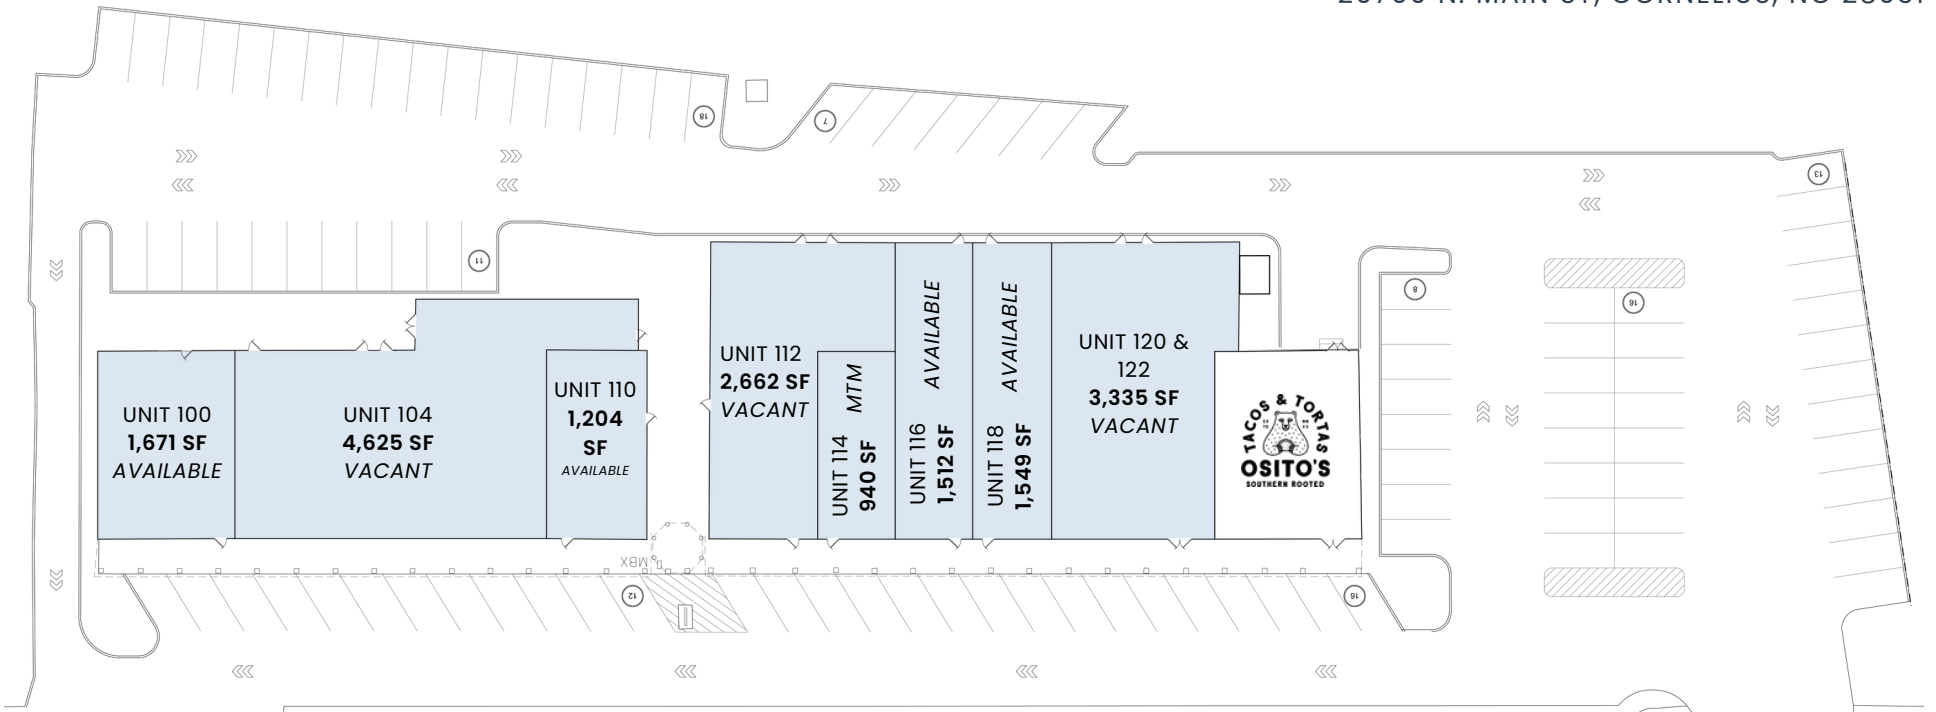 18
7
13
11
8
16
UNIT 100
1,671 SF
AVAILABLE
UNIT 104
4,625 SF
VACANT
UNIT 110
1,204
SF
AVAILABLE
UNIT 112
2,662 SF
VACANT
UNIT 114 MTM
940 SF
UNIT 116 AVAILABLE
1,512 SF
UNIT 118 AVAILABLE
1,549 SF
UNIT 120 &
122
3,335 SF
VACANT
TACOS & TORTAS
OSITO'S
SOUTHERN ROOTED
MBX
12
16